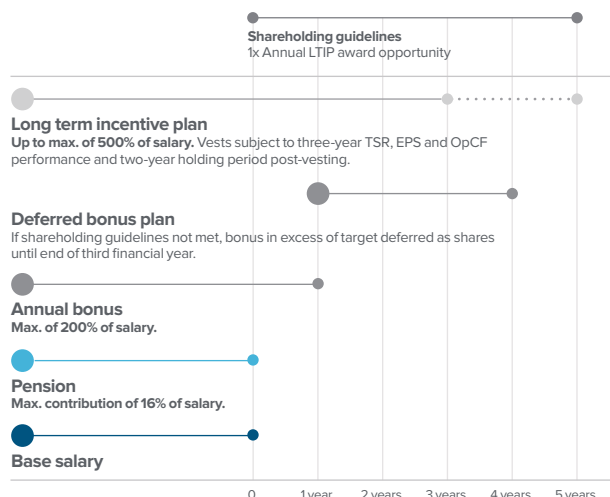 Shareholding guidelines
1x Annual LTIP award opportunity
Long term incentive plan
Up to max. of 500% of salary. Vests subject to three-year TSR, EPS and OpCF
performance and two-year holding period post-vesting.
Deferred bonus plan
If shareholding guidelines not met, bonus in excess of target deferred as shares
until end of third financial year.
Annual bonus
Max. of 200% of salary.
Pension
Max. contribution of 16% of salary.
Base salary
0 1 year 2 years 3 years 4 years 5 years